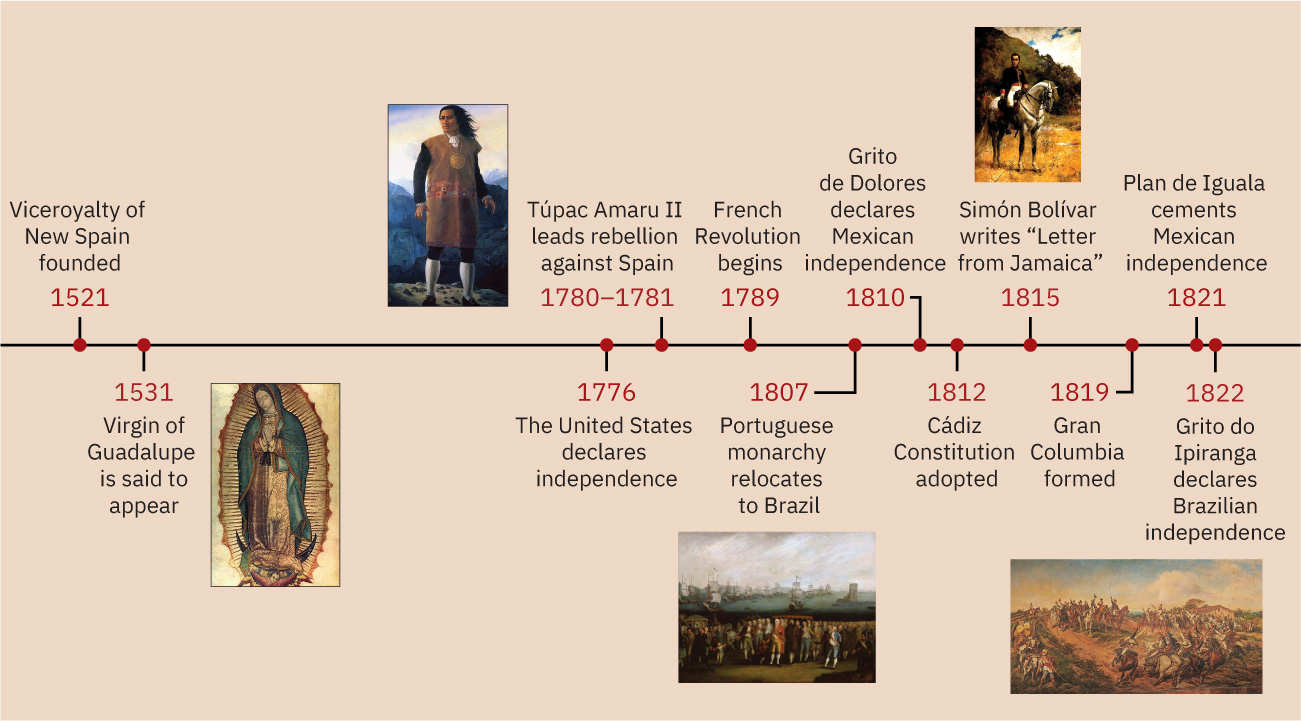 Viceroyalty of
New Spain
founded
1521
1531
Virgin of
Guadalupe
is said to
appear
1776
The United States
declares
independence
Túpac Amaru II
leads rebellion
against Spain
1780–1781
French
Revolution
begins
1789
1807
Portuguese
monarchy
relocates
to Brazil
Grito
de Dolores
declares
Mexican
independence
1810
1812
Cádiz
Constitution
adopted
Simón Bolívar
writes “Letter
from Jamaica”
1815
1819
Gran
Columbia
formed
Plan de Iguala
cements
Mexican
independence
1821
1822
Grito do
Ipiranga
declares
Brazilian
independence